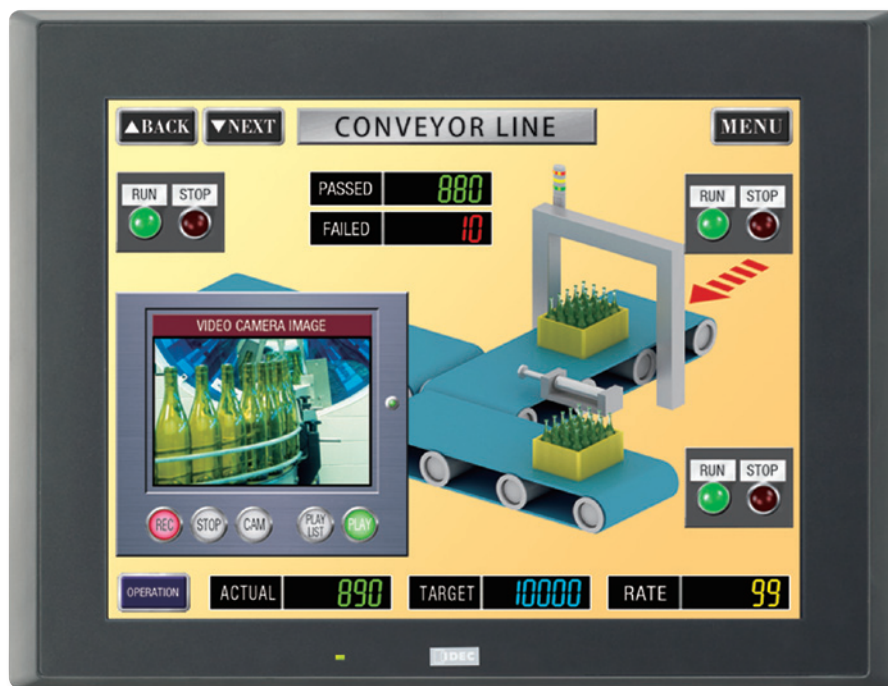 ▲BACK ▼NEXT CONVEYOR LINE MENU
RUN STOP
PASSED 880
FAILED 10
RUN STOP
VIDEO CAMERA IMAGE
REC STOP CAM PLAY LIST PLAY
RUN STOP
OPERATION ACTUAL 890 TARGET 10000 RATE 99
IDEC